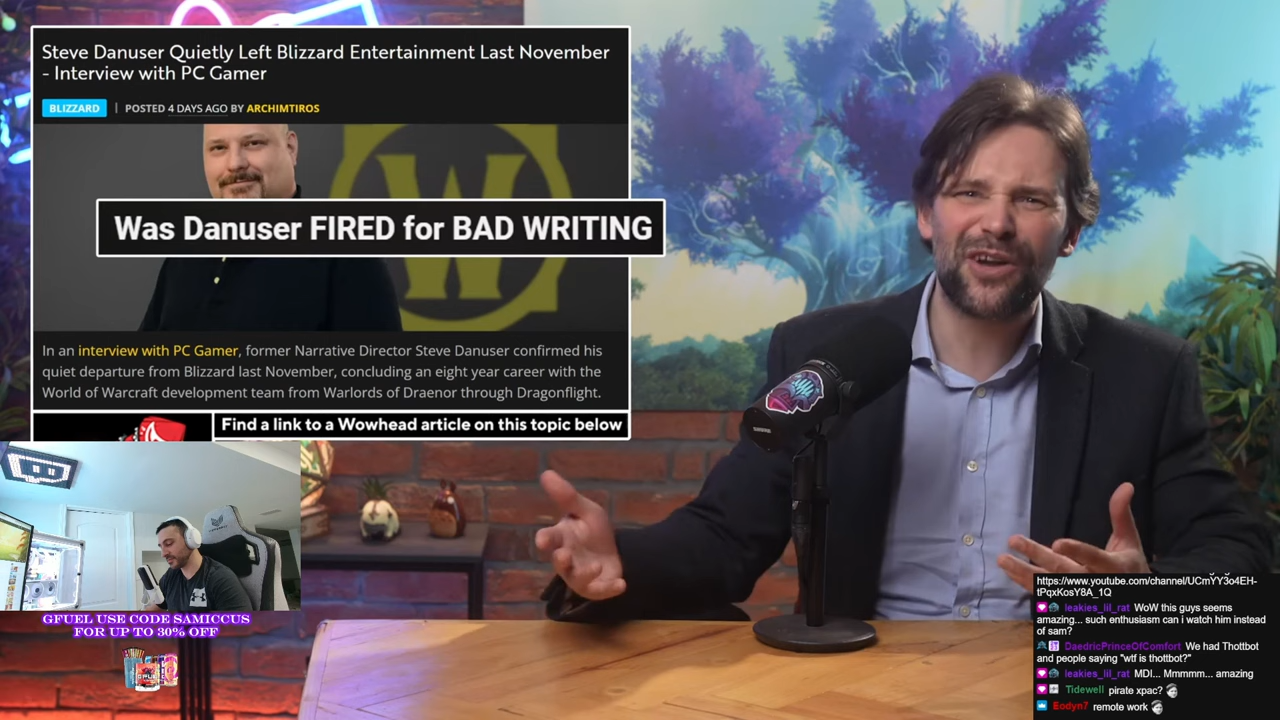 Steve Danuser Quietly Left Blizzard Entertainment Last November
- Interview with PC Gamer
BLIZZARD | POSTED 4 DAYS AGO BY ARCHIMTIROS
W
Was Danuser FIRED for BAD WRITING
In an interview with PC Gamer, former Narrative Director Steve Danuser confirmed his
quiet departure from Blizzard last November, concluding an eight year career with the
World of Warcraft development team from Warlords of Draenor through Dragonflight.
Find a link to a Wowhead article on this topic below
GFUEL USE CODE SAMICCUS
FOR UP TO 30% OFF
SHURE
https://www.youtube.com/channel/UCmYY3o4EH-
tPqxKosY8A_1Q
leakies_lil_rat WoW this guys seems
amazing... such enthusiasm can i watch him instead
of sam?
DaedricPrinceOfComfort We had Thottbot
and people saying "wtf is thottbot?"
leakies_lil_rat MDI... Mmmmm... amazing
Tidewell pirate xpac?
Eodyn7 remote work